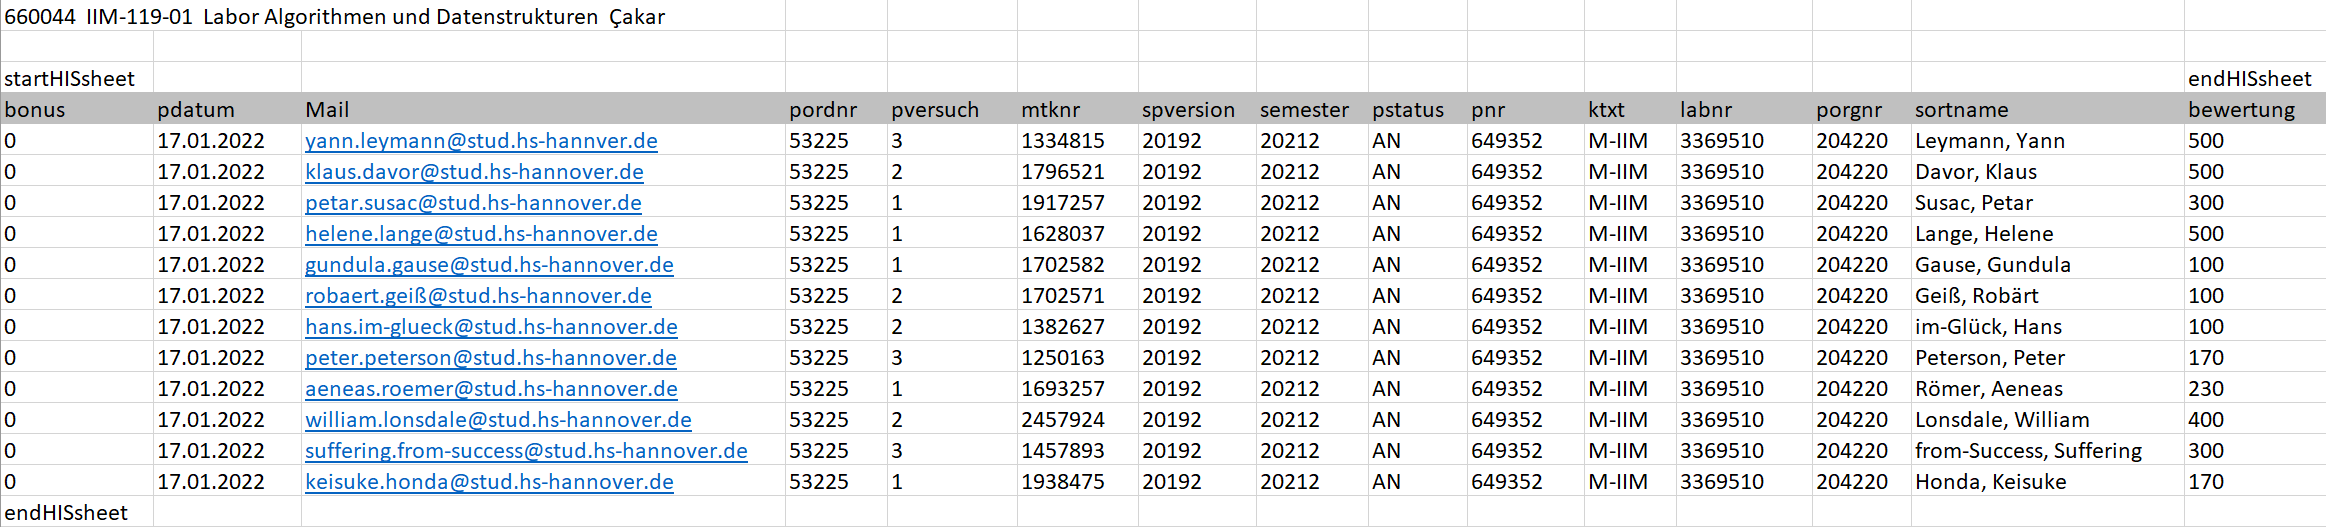 660044 IIM-119-01 Labor Algorithmen und Datenstrukturen Çakar
startHISsheet endHISsheet
bonus pdatum Mail pordnr pversuch mtknr spversion semester pstatus pnr ktxt labnr porgnr sortname bewertung
0 17.01.2022 yann.leymann@stud.hs-hannver.de 53225 3 1334815 20192 20212 AN 649352 M-IIM 3369510 204220 Leymann, Yann 500
0 17.01.2022 klaus.davor@stud.hs-hannover.de 53225 2 1796521 20192 20212 AN 649352 M-IIM 3369510 204220 Davor, Klaus 500
0 17.01.2022 petar.susac@stud.hs-hannover.de 53225 1 1917257 20192 20212 AN 649352 M-IIM 3369510 204220 Susac, Petar 300
0 17.01.2022 helene.lange@stud.hs-hannover.de 53225 1 1628037 20192 20212 AN 649352 M-IIM 3369510 204220 Lange, Helene 500
0 17.01.2022 gundula.gause@stud.hs-hannover.de 53225 1 1702582 20192 20212 AN 649352 M-IIM 3369510 204220 Gause, Gundula 100
0 17.01.2022 robaert.geiß@stud.hs-hannover.de 53225 2 1702571 20192 20212 AN 649352 M-IIM 3369510 204220 Geiß, Robärt 100
0 17.01.2022 hans.im-glueck@stud.hs-hannover.de 53225 2 1382627 20192 20212 AN 649352 M-IIM 3369510 204220 im-Glück, Hans 100
0 17.01.2022 peter.peterson@stud.hs-hannover.de 53225 3 1250163 20192 20212 AN 649352 M-IIM 3369510 204220 Peterson, Peter 170
0 17.01.2022 aeneas.roemer@stud.hs-hannover.de 53225 1 1693257 20192 20212 AN 649352 M-IIM 3369510 204220 Römer, Aeneas 230
0 17.01.2022 william.lonsdale@stud.hs-hannover.de 53225 2 2457924 20192 20212 AN 649352 M-IIM 3369510 204220 Lonsdale, William 400
0 17.01.2022 suffering.from-success@stud.hs-hannover.de 53225 3 1457893 20192 20212 AN 649352 M-IIM 3369510 204220 from-Success, Suffering 300
0 17.01.2022 keisuke.honda@stud.hs-hannover.de 53225 1 1938475 20192 20212 AN 649352 M-IIM 3369510 204220 Honda, Keisuke 170
endHISsheet